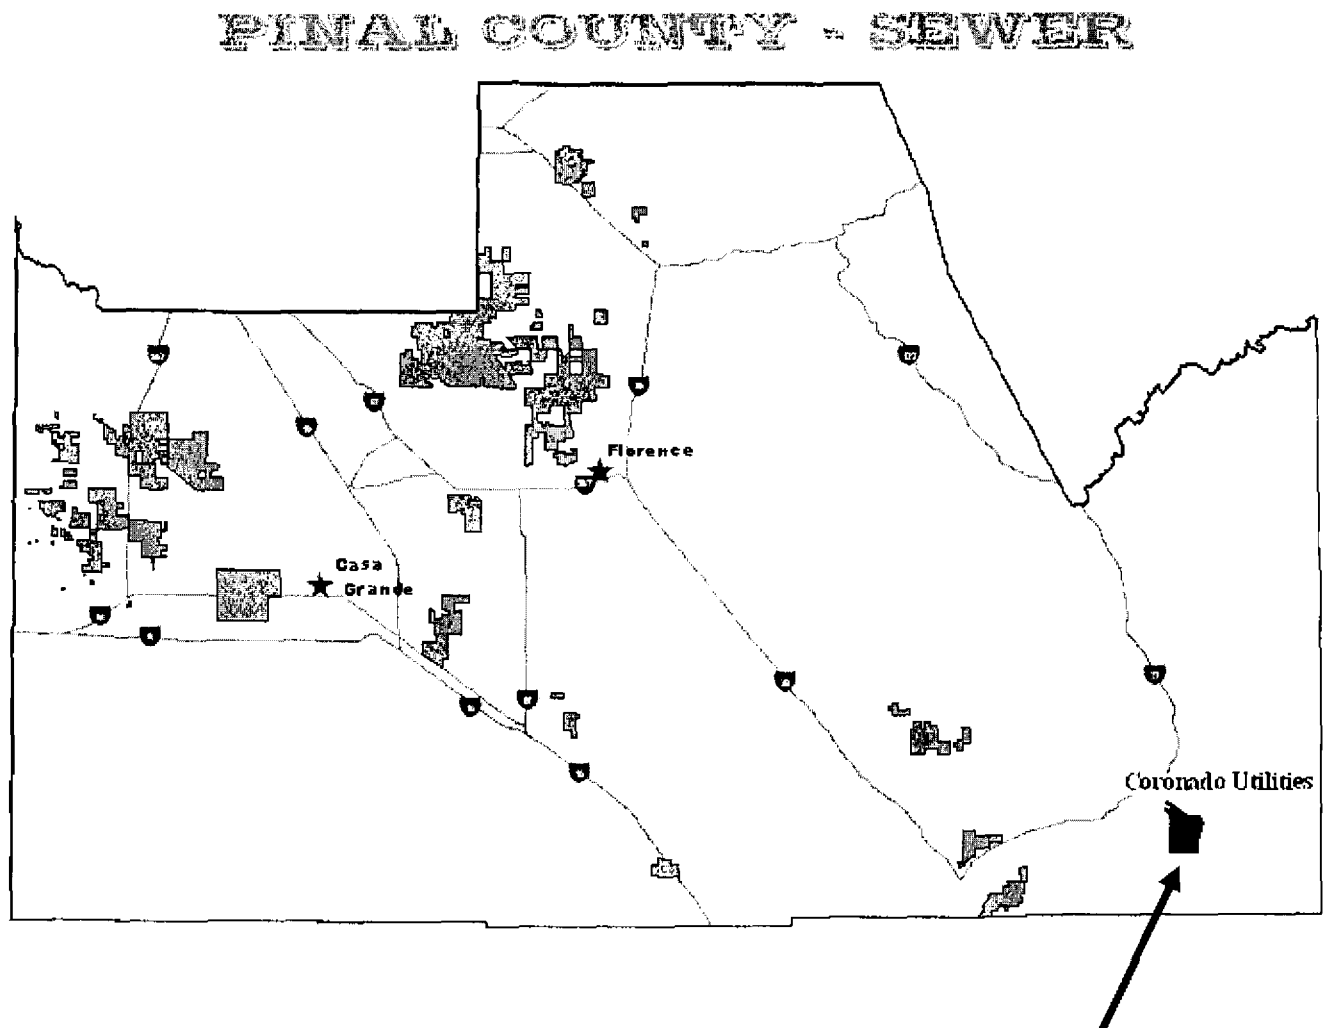 PINAL COUNTY - SEWER
Florence
Casa
Grande
Coronado Utilities